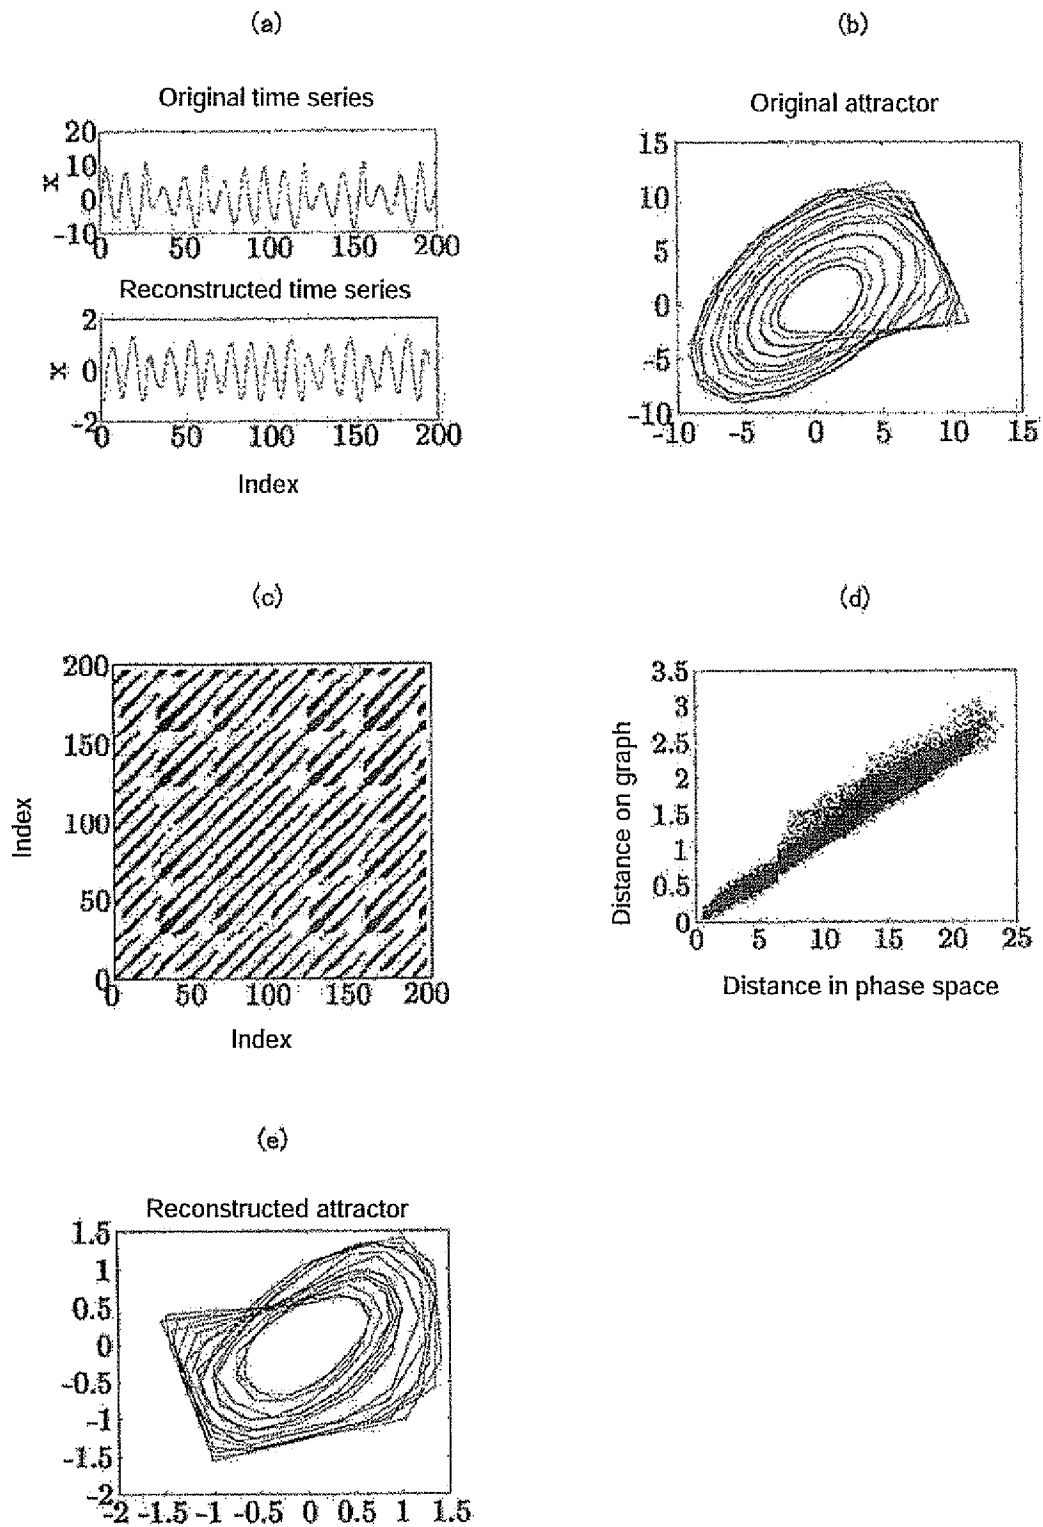 (a)
Original time series
20
10
0
-10
x
0 50 100 150 200
Reconstructed time series
2
0
-2
x
0 50 100 150 200
Index
(b)
Original attractor
15
10
5
0
-5
-10
-10 -5 0 5 10 15
(c)
200
150
100
50
0
Index
0 50 100 150 200
Index
(d)
3.5
3
2.5
2
1.5
1
0.5
0
Distance on graph
0 5 10 15 20 25
Distance in phase space
(e)
Reconstructed attractor
1.5
1
0.5
0
-0.5
-1
-1.5
-2
-2 -1.5 -1 -0.5 0 0.5 1 1.5